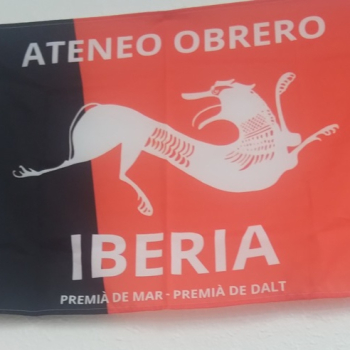 ATENEO OBRERO
IBERIA
PREMIÀ DE MAR - PREMIÀ DE DALT